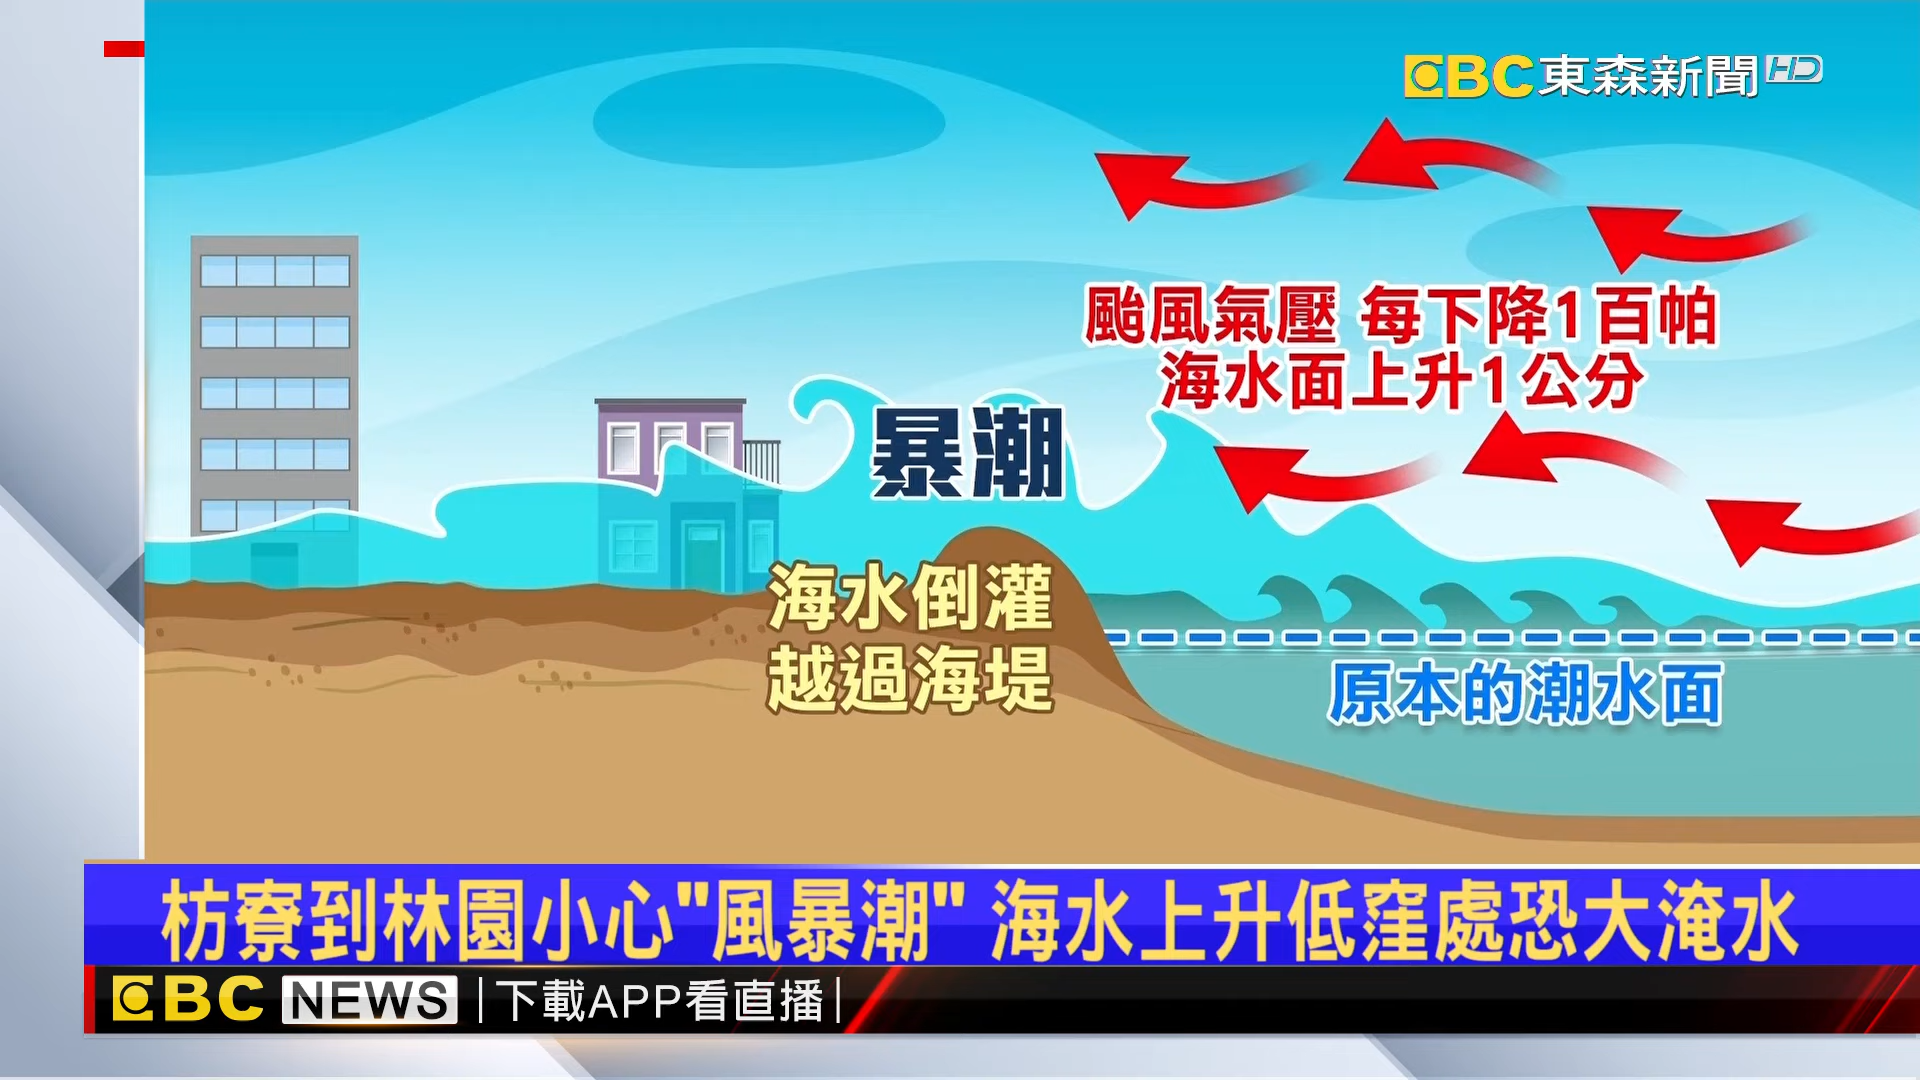 EBC東森新聞HD
颱風氣壓 每下降1百帕
海水面上升1公分
暴潮
海水倒灌
越過海堤
原本的潮水面
枋寮到林園小心"風暴潮" 海水上升低窪處恐大淹水
EBC NEWS |下載APP看直播|